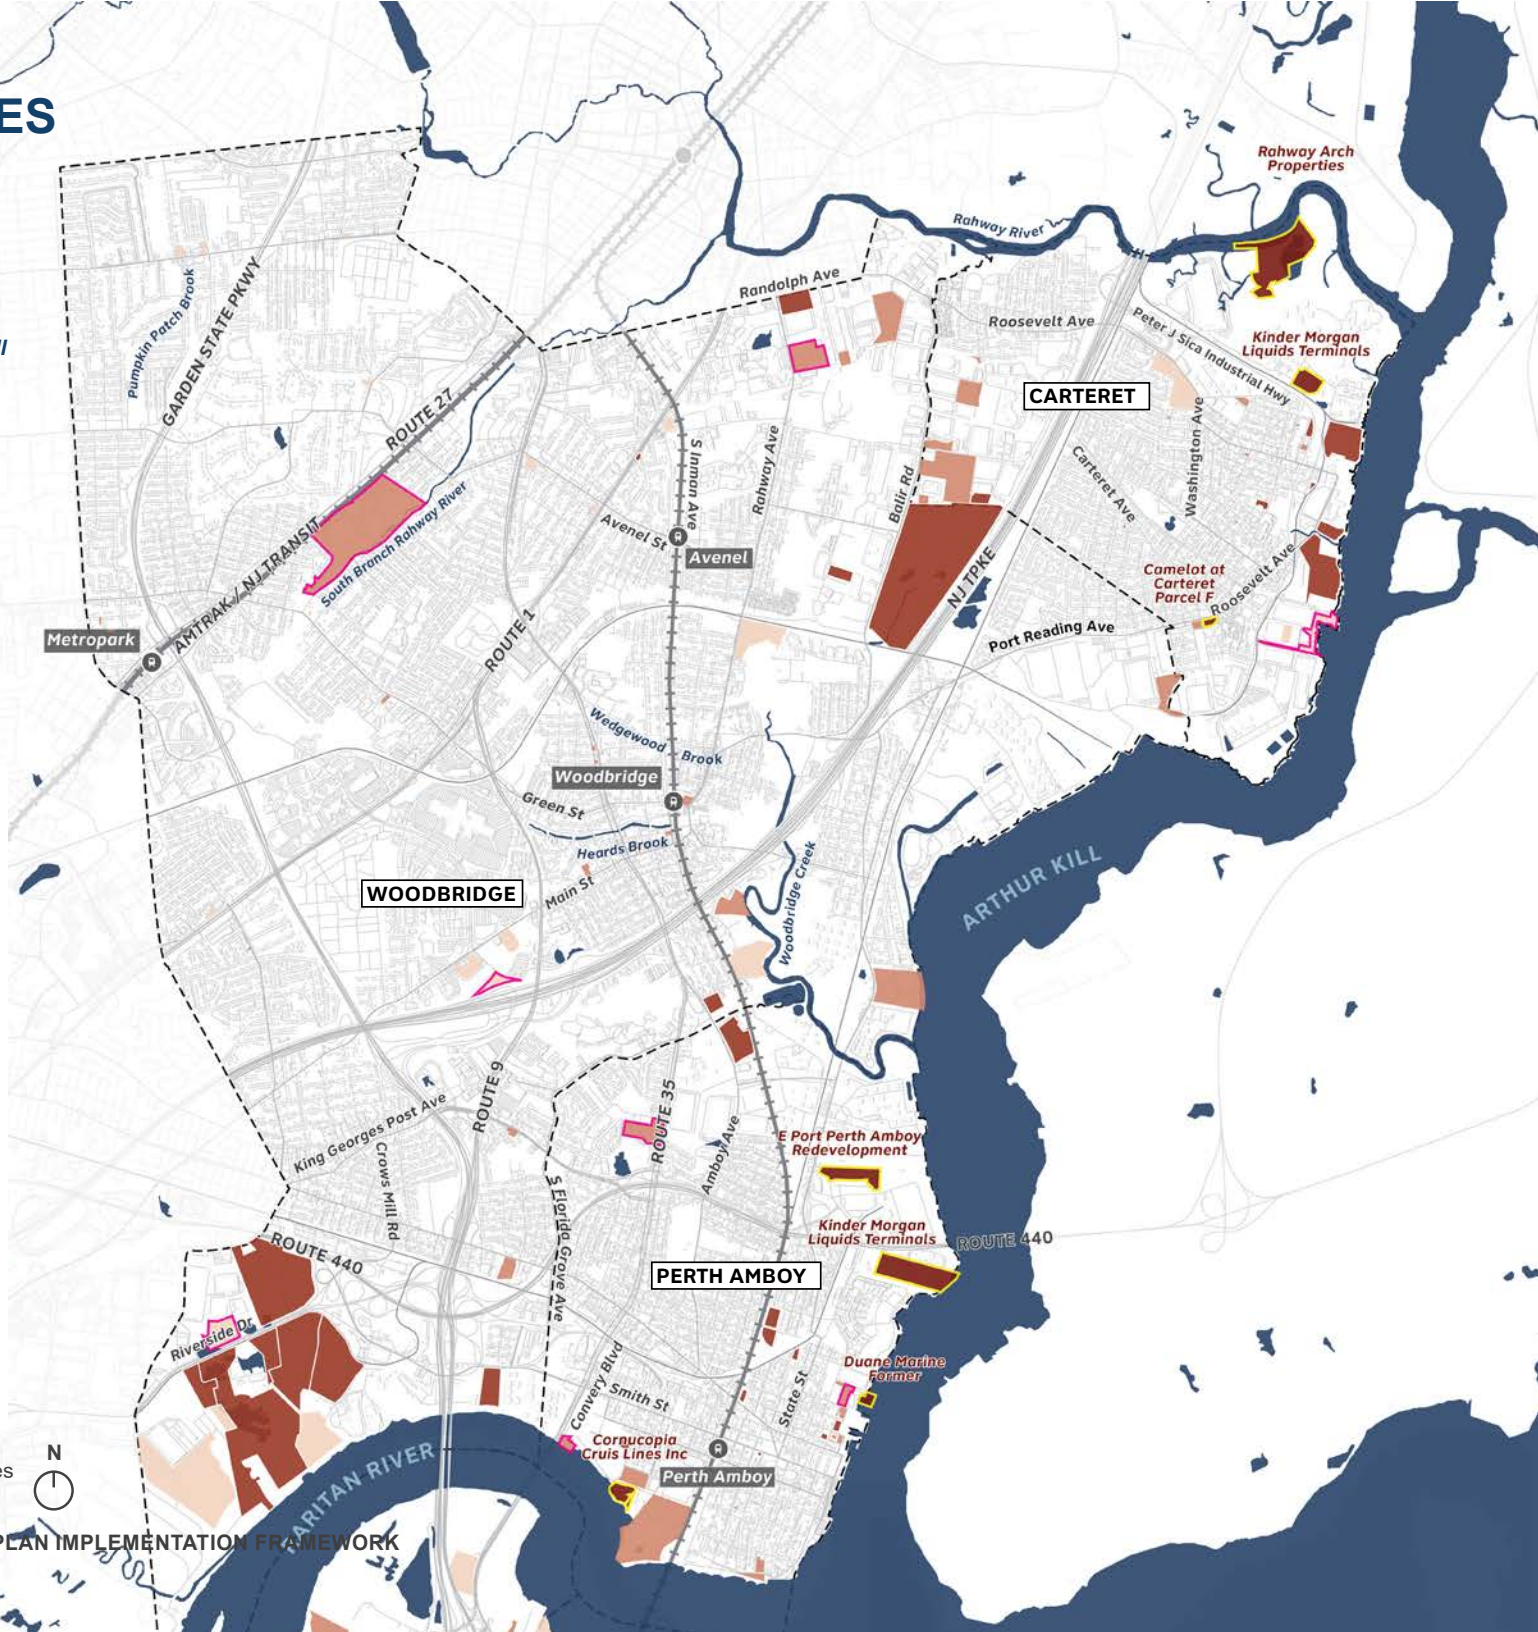 ES
Rahway Arch
Properties
Rahway River
Randolph Ave
Roosevelt Ave
Peter J Sica Industrial Hwy
Kinder Morgan
Liquids Terminals
Pumpkin Patch Brook
GARDEN STATE PKWY
ROUTE 27
CARTERET
S Inman Ave
Rahway Ave
Balir Rd
Carteret Ave
Washington Ave
AMTRAK / NJ TRANSIT
South Branch Rahway River
Avenel St
Avenel
NJ TPKE
Camelot at
Carteret
Parcel F
Roosevelt Ave
Metropark
ROUTE 1
Port Reading Ave
Wedgewood Brook
Woodbridge
Green St
Heards Brook
Main St
WOODBRIDGE
Woodbridge Creek
ARTHUR KILL
ROUTE 9
ROUTE 35
King Georges Post Ave
Crows Mill Rd
Amboy Ave
E Port Perth Amboy
Redevelopment
S Florida Grove Ave
Kinder Morgan
Liquids Terminals
ROUTE 440
ROUTE 440
PERTH AMBOY
Riverside Dr
Convery Blvd
Smith St
State St
Duane Marine
Former
Cornucopia
Cruis Lines Inc
Perth Amboy
RARITAN RIVER
N
es
PLAN IMPLEMENTATION FRAMEWORK